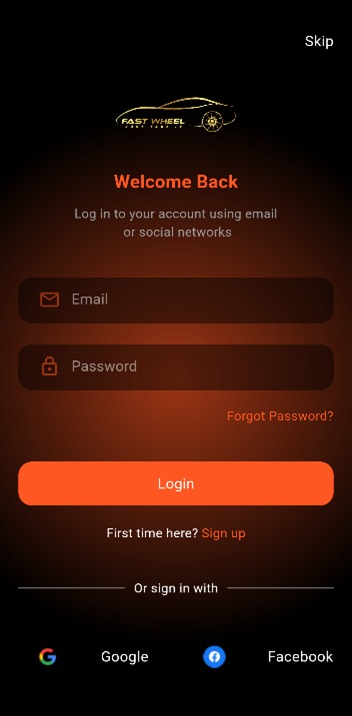 Skip
FAST WHEEL
Welcome Back
Log in to your account using email
or social networks
Email
Password
Forgot Password?
Login
First time here? Sign up
Or sign in with
Google
Facebook